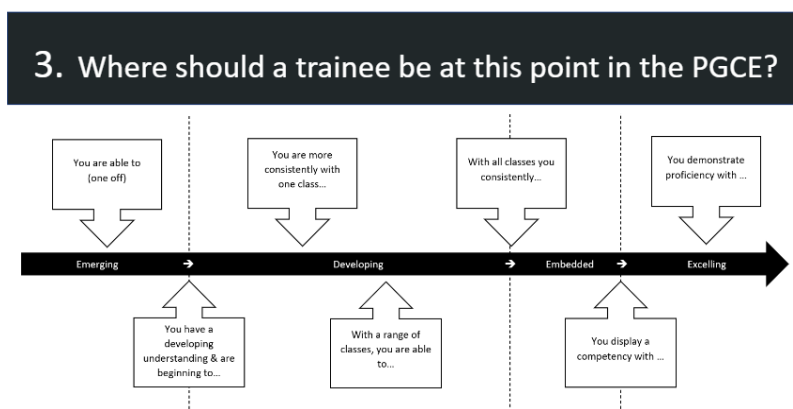 3. Where should a trainee be at this point in the PGCE?
You are able to
(one off)
You are more
consistently with
one class...
With all classes you
consistently...
You demonstrate
proficiency with ...
Emerging → Developing → Embedded → Excelling
You have a
developing
understanding & are
beginning to...
With a range of
classes, you are able
to...
You display a
competency with ...